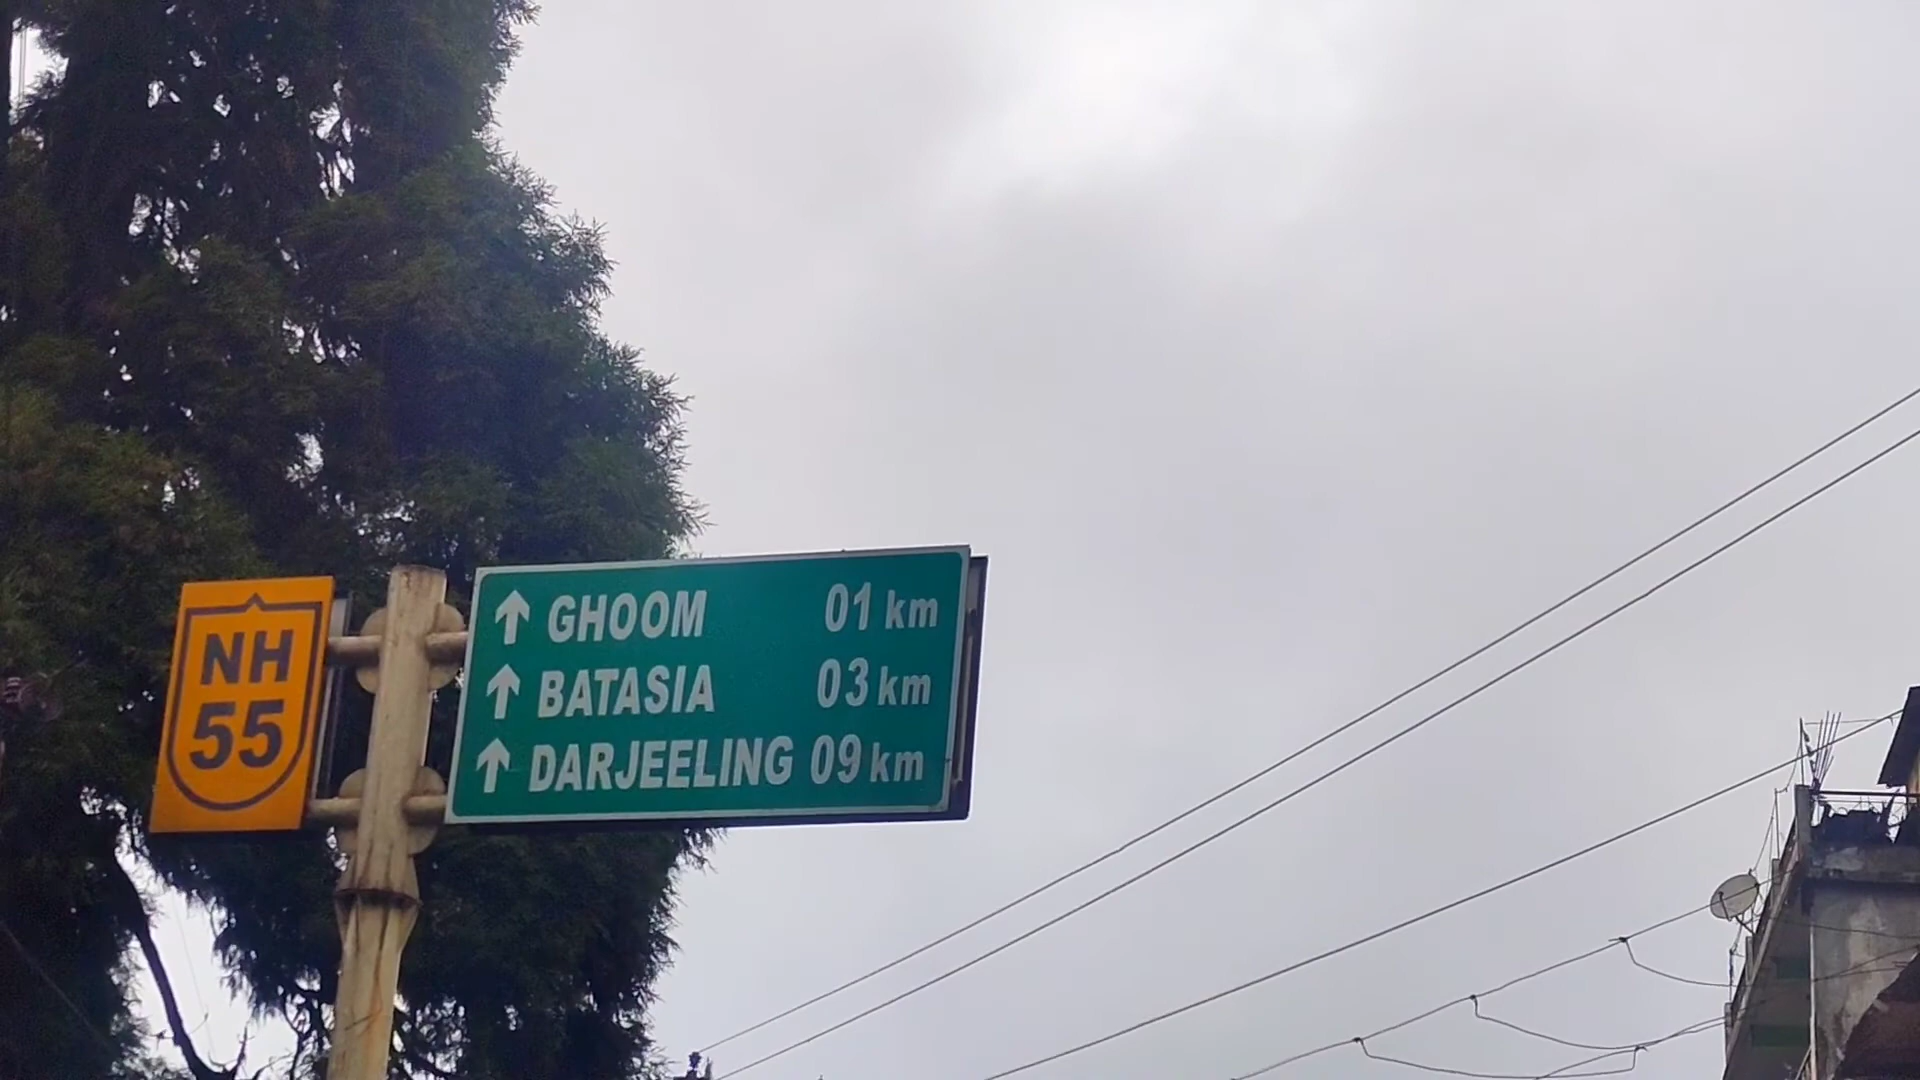 NH
55
↑ GHOOM 01 km
↑ BATASIA 03 km
↑ DARJEELING 09 km